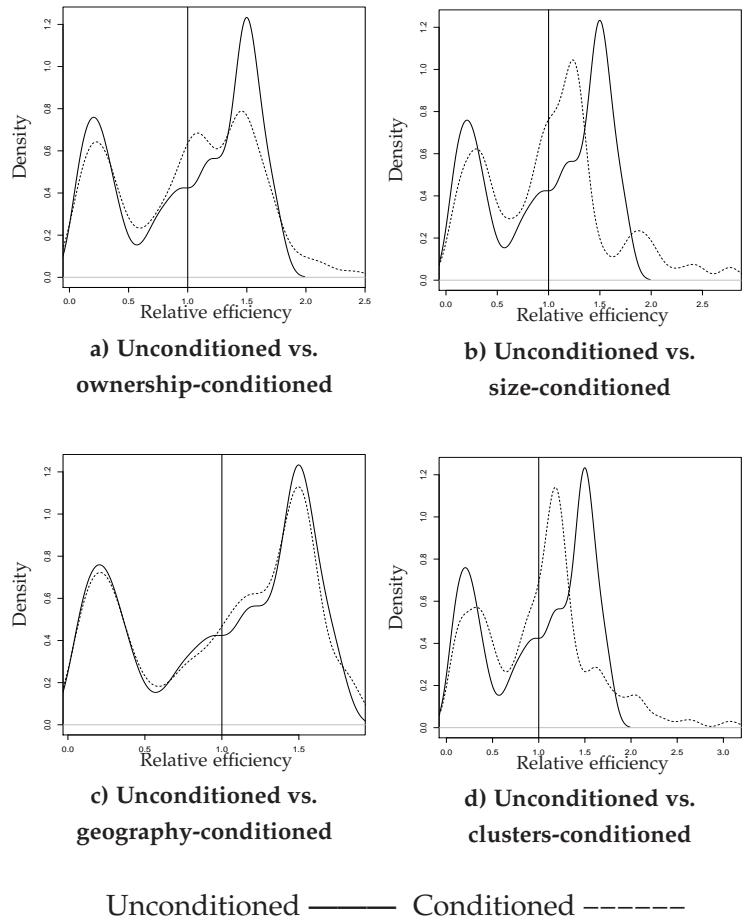 1.2
1.0
0.8
0.6
0.4
0.2
0.0
Density
0.0 0.5 1.0 1.5 2.0 2.5
Relative efficiency
a) Unconditioned vs.
ownership-conditioned
1.2
1.0
0.8
0.6
0.4
0.2
0.0
Density
0.0 0.5 1.0 1.5 2.0 2.5
Relative efficiency
b) Unconditioned vs.
size-conditioned
1.2
1.0
0.8
0.6
0.4
0.2
0.0
Density
0.0 0.5 1.0 1.5
Relative efficiency
c) Unconditioned vs.
geography-conditioned
1.2
1.0
0.8
0.6
0.4
0.2
0.0
Density
0.0 0.5 1.0 1.5 2.0 2.5 3.0
Relative efficiency
d) Unconditioned vs.
clusters-conditioned
Unconditioned Conditioned